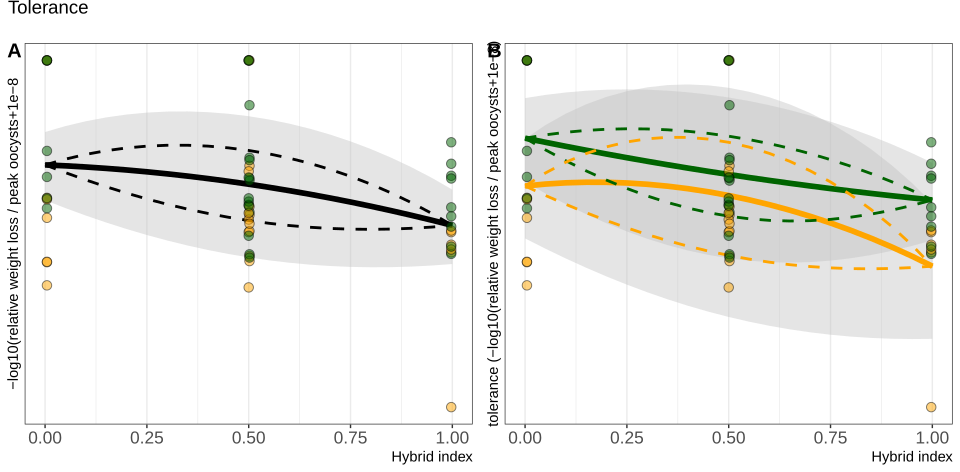 Tolerance
A
−log10(relative weight loss / peak oocysts+1e−8
0.00 0.25 0.50 0.75 1.00
Hybrid index
B
tolerance (−log10(relative weight loss / peak oocysts+1e−
0.00 0.25 0.50 0.75 1.00
Hybrid index